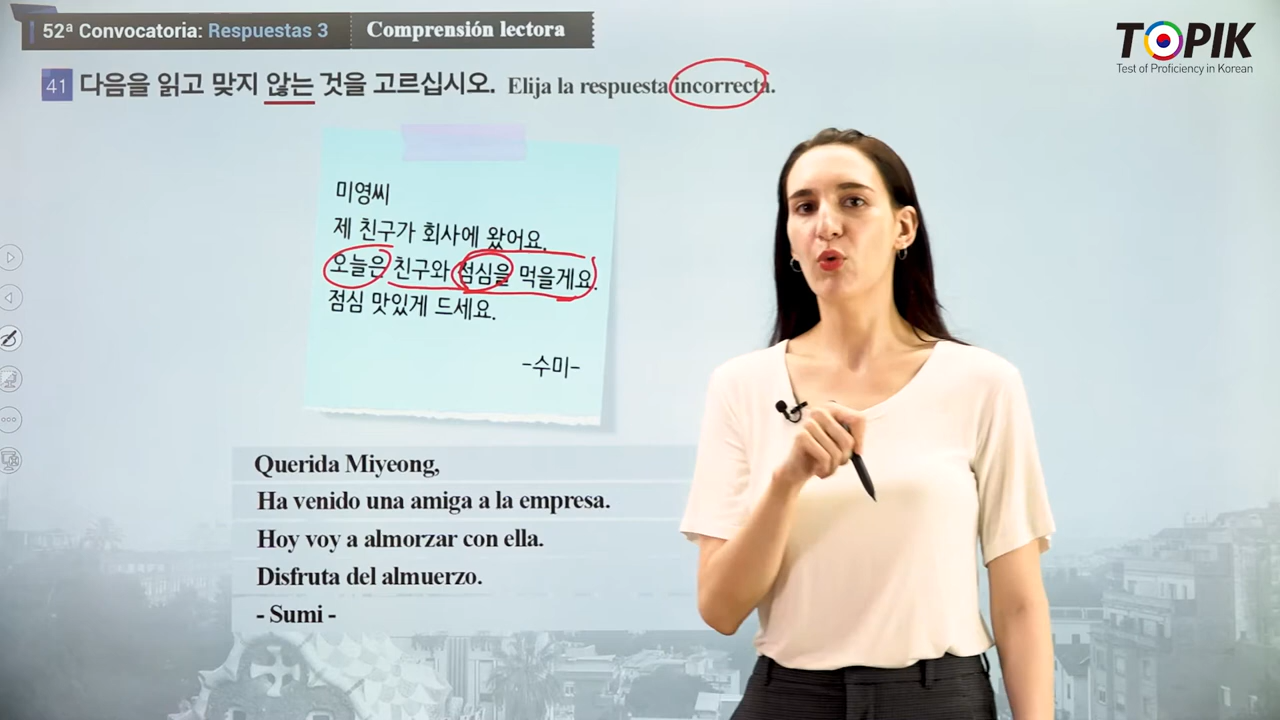 52ª Convocatoria: Respuestas 3 Comprensión lectora
TOPIK
Test of Proficiency in Korean
41 다음을 읽고 맞지 않는 것을 고르십시오. Elija la respuesta incorrecta.
미영씨
제 친구가 회사에 왔어요.
오늘은 친구와 점심을 먹을게요.
점심 맛있게 드세요.
-수미-
Querida Miyeong,
Ha venido una amiga a la empresa.
Hoy voy a almorzar con ella.
Disfruta del almuerzo.
- Sumi -